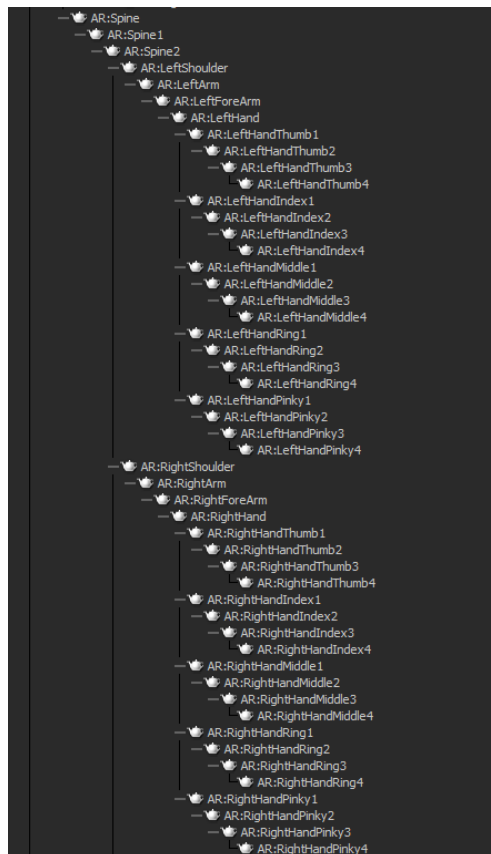 AR:Spine
AR:Spine1
AR:Spine2
AR:LeftShoulder
AR:LeftArm
AR:LeftForeArm
AR:LeftHand
AR:LeftHandThumb1
AR:LeftHandThumb2
AR:LeftHandThumb3
AR:LeftHandThumb4
AR:LeftHandIndex1
AR:LeftHandIndex2
AR:LeftHandIndex3
AR:LeftHandIndex4
AR:LeftHandMiddle1
AR:LeftHandMiddle2
AR:LeftHandMiddle3
AR:LeftHandMiddle4
AR:LeftHandRing1
AR:LeftHandRing2
AR:LeftHandRing3
AR:LeftHandRing4
AR:LeftHandPinky1
AR:LeftHandPinky2
AR:LeftHandPinky3
AR:LeftHandPinky4
AR:RightShoulder
AR:RightArm
AR:RightForeArm
AR:RightHand
AR:RightHandThumb1
AR:RightHandThumb2
AR:RightHandThumb3
AR:RightHandThumb4
AR:RightHandIndex1
AR:RightHandIndex2
AR:RightHandIndex3
AR:RightHandIndex4
AR:RightHandMiddle1
AR:RightHandMiddle2
AR:RightHandMiddle3
AR:RightHandMiddle4
AR:RightHandRing1
AR:RightHandRing2
AR:RightHandRing3
AR:RightHandRing4
AR:RightHandPinky1
AR:RightHandPinky2
AR:RightHandPinky3
AR:RightHandPinky4